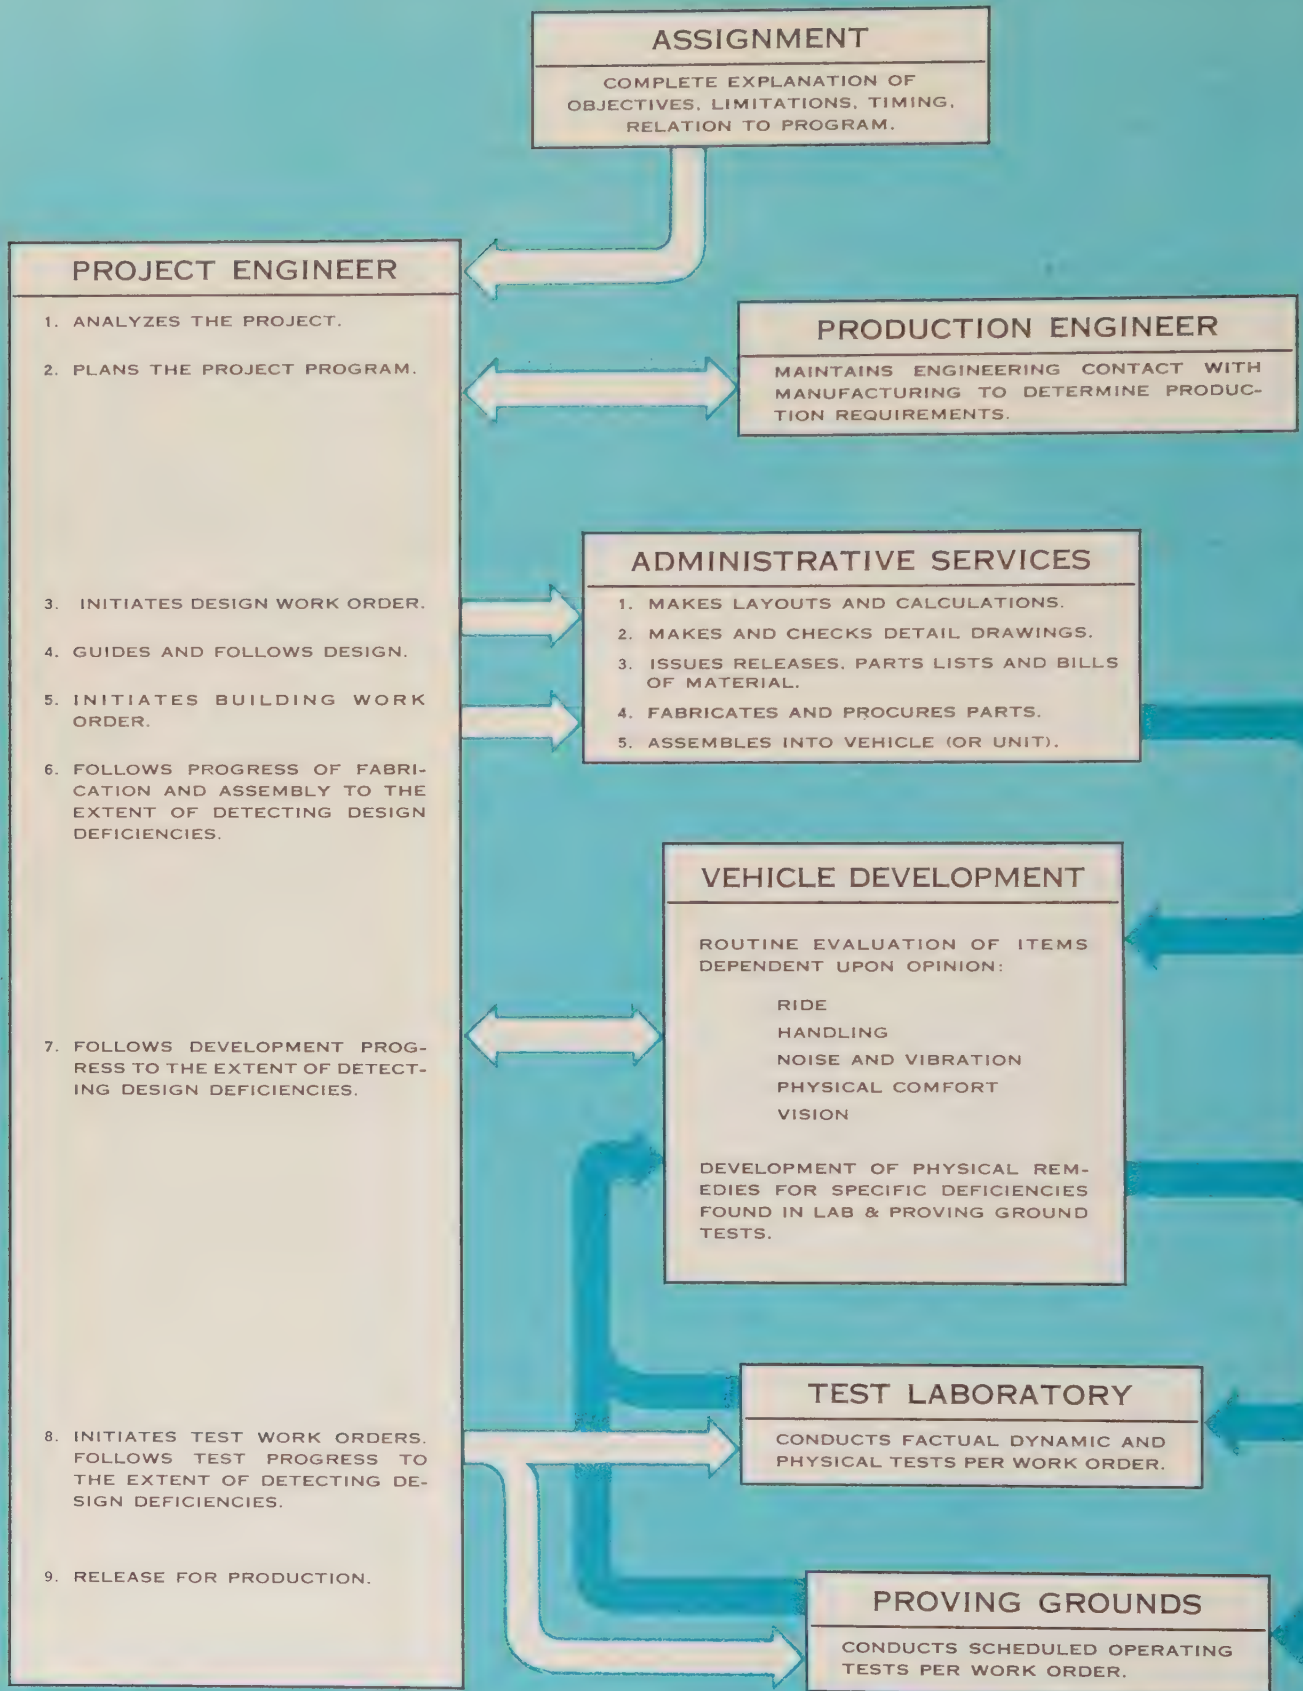 ASSIGNMENT
COMPLETE EXPLANATION OF
OBJECTIVES, LIMITATIONS, TIMING,
RELATION TO PROGRAM.
PROJECT ENGINEER
1. ANALYZES THE PROJECT.
2. PLANS THE PROJECT PROGRAM.
3. INITIATES DESIGN WORK ORDER.
4. GUIDES AND FOLLOWS DESIGN.
5. INITIATES BUILDING WORK
ORDER.
6. FOLLOWS PROGRESS OF FABRI-
CATION AND ASSEMBLY TO THE
EXTENT OF DETECTING DESIGN
DEFICIENCIES.
7. FOLLOWS DEVELOPMENT PROG-
RESS TO THE EXTENT OF DETECT-
ING DESIGN DEFICIENCIES.
8. INITIATES TEST WORK ORDERS.
FOLLOWS TEST PROGRESS TO
THE EXTENT OF DETECTING DE-
SIGN DEFICIENCIES.
9. RELEASE FOR PRODUCTION.
PRODUCTION ENGINEER
MAINTAINS ENGINEERING CONTACT WITH
MANUFACTURING TO DETERMINE PRODUC-
TION REQUIREMENTS.
ADMINISTRATIVE SERVICES
1. MAKES LAYOUTS AND CALCULATIONS.
2. MAKES AND CHECKS DETAIL DRAWINGS.
3. ISSUES RELEASES, PARTS LISTS AND BILLS
OF MATERIAL.
4. FABRICATES AND PROCURES PARTS.
5. ASSEMBLES INTO VEHICLE (OR UNIT).
VEHICLE DEVELOPMENT
ROUTINE EVALUATION OF ITEMS
DEPENDENT UPON OPINION:
RIDE
HANDLING
NOISE AND VIBRATION
PHYSICAL COMFORT
VISION
DEVELOPMENT OF PHYSICAL REM-
EDIES FOR SPECIFIC DEFICIENCIES
FOUND IN LAB & PROVING GROUND
TESTS.
TEST LABORATORY
CONDUCTS FACTUAL DYNAMIC AND
PHYSICAL TESTS PER WORK ORDER.
PROVING GROUNDS
CONDUCTS SCHEDULED OPERATING
TESTS PER WORK ORDER.